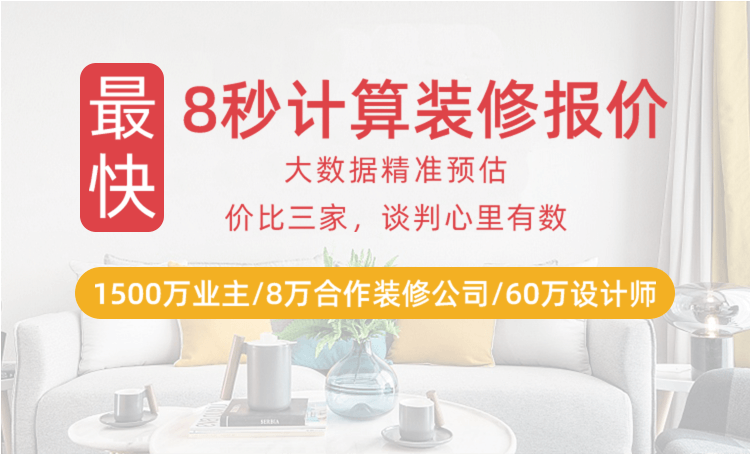 最快
8秒计算装修报价
大数据精准预估
价比三家，谈判心里有数
1500万业主/8万合作装修公司/60万设计师